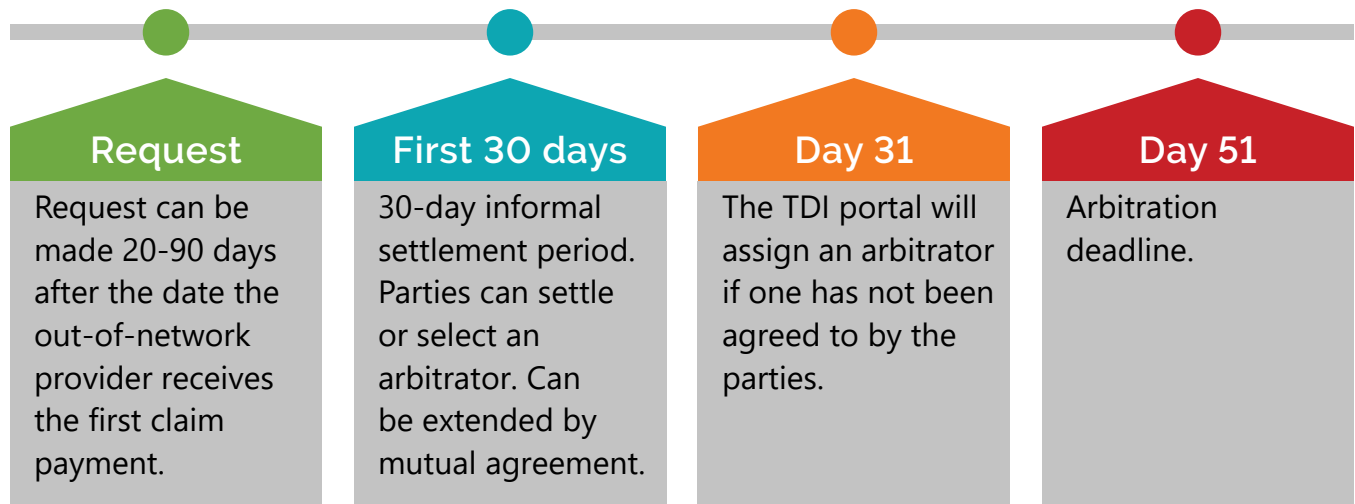 Request
Request can be
made 20-90 days
after the date the
out-of-network
provider receives
the first claim
payment.
First 30 days
30-day informal
settlement period.
Parties can settle
or select an
arbitrator. Can
be extended by
mutual agreement.
Day 31
The TDI portal will
assign an arbitrator
if one has not been
agreed to by the
parties.
Day 51
Arbitration
deadline.